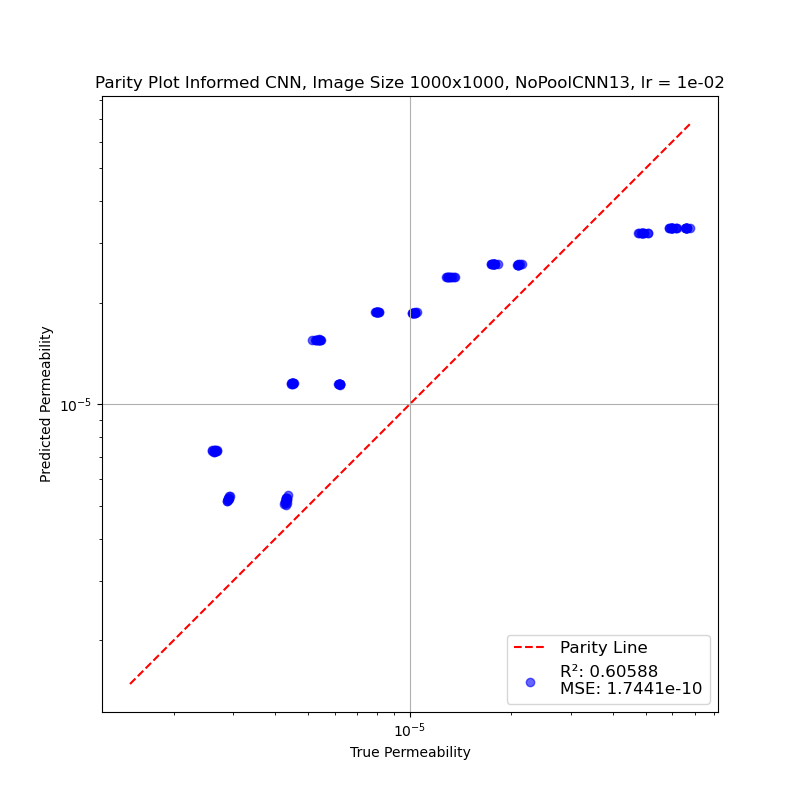 Parity Plot Informed CNN, Image Size 1000x1000, NoPoolCNN13, lr = 1e-02
Predicted Permeability
10⁻⁵
Parity Line
R²: 0.60588
MSE: 1.7441e-10
10⁻⁵
True Permeability